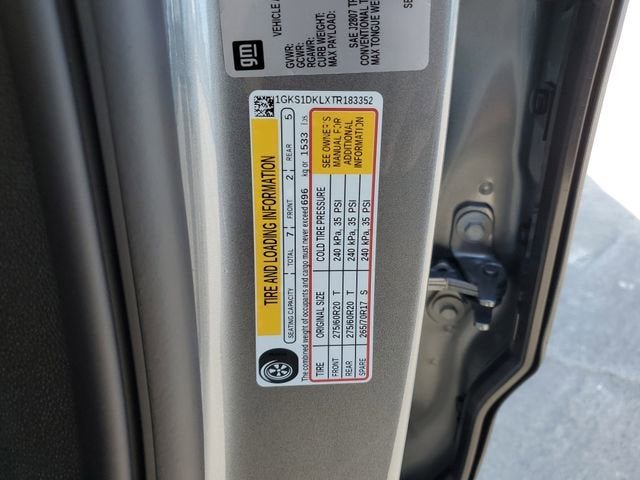 gm
VEHICLE
GVWR:
GCWR:
RGAWR:
CURB WEIGHT:
MAX PAYLOAD:
SAE J2807
CONVENTIONAL
MAX TONGUE
1GKS1DKLXTR183352
TIRE AND LOADING INFORMATION
SEATING CAPACITY TOTAL 7 FRONT 2 REAR 5
The combined weight of occupants and cargo must never exceed 696 kg or 1533 lbs
TIRE ORIGINAL SIZE COLD TIRE PRESSURE
FRONT 275/60R20 T 240 kPa, 35 PSI
REAR 275/60R20 T 240 kPa, 35 PSI
SPARE 265/70R17 S 240 kPa, 35 PSI
SEE OWNER'S
MANUAL FOR
ADDITIONAL
INFORMATION